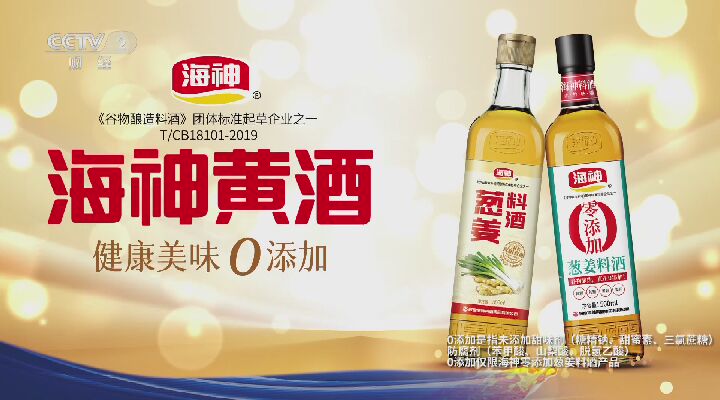 CCTV 2
财经
海神
®
《谷物酿造料酒》团体标准起草企业之一
T/CB18101-2019
海神黄酒
健康美味 0添加
海神
葱姜
料酒
海神
零添加
0
葱姜料酒
净含量:550ml
0添加是指未添加甜味剂（糖精钠、甜蜜素、三氯蔗糖）
防腐剂（苯甲酸、山梨酸、脱氢乙酸）
0添加仅限海神零添加葱姜料酒产品